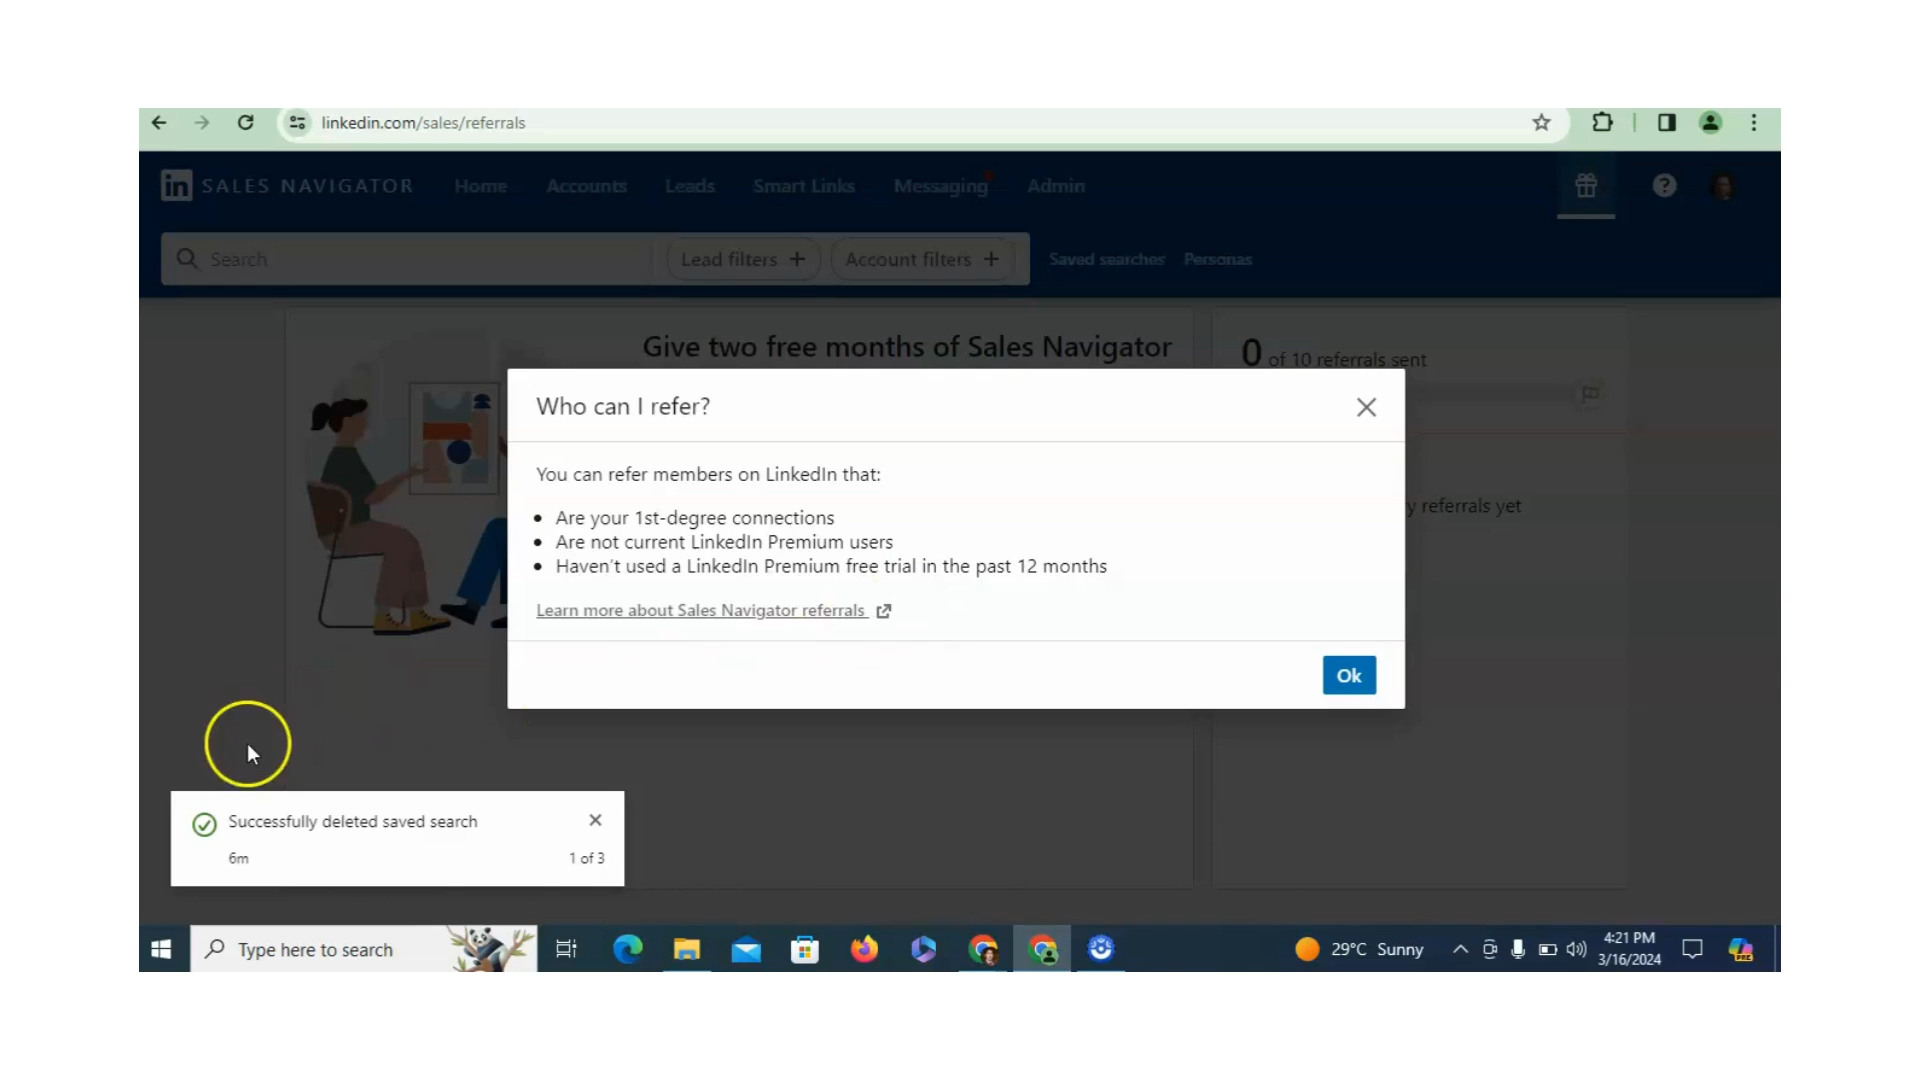 linkedin.com/sales/referrals
in SALES NAVIGATOR Home Accounts Leads Smart Links Messaging Admin
Search Lead filters + Account filters + Saved searches Personas
Give two free months of Sales Navigator
0 of 10 referrals sent
Who can I refer?
You can refer members on LinkedIn that:
• Are your 1st-degree connections
• Are not current LinkedIn Premium users
• Haven't used a LinkedIn Premium free trial in the past 12 months
y referrals yet
Learn more about Sales Navigator referrals
Ok
Successfully deleted saved search
6m 1 of 3
Type here to search
29°C Sunny
4:21 PM
3/16/2024
PRE